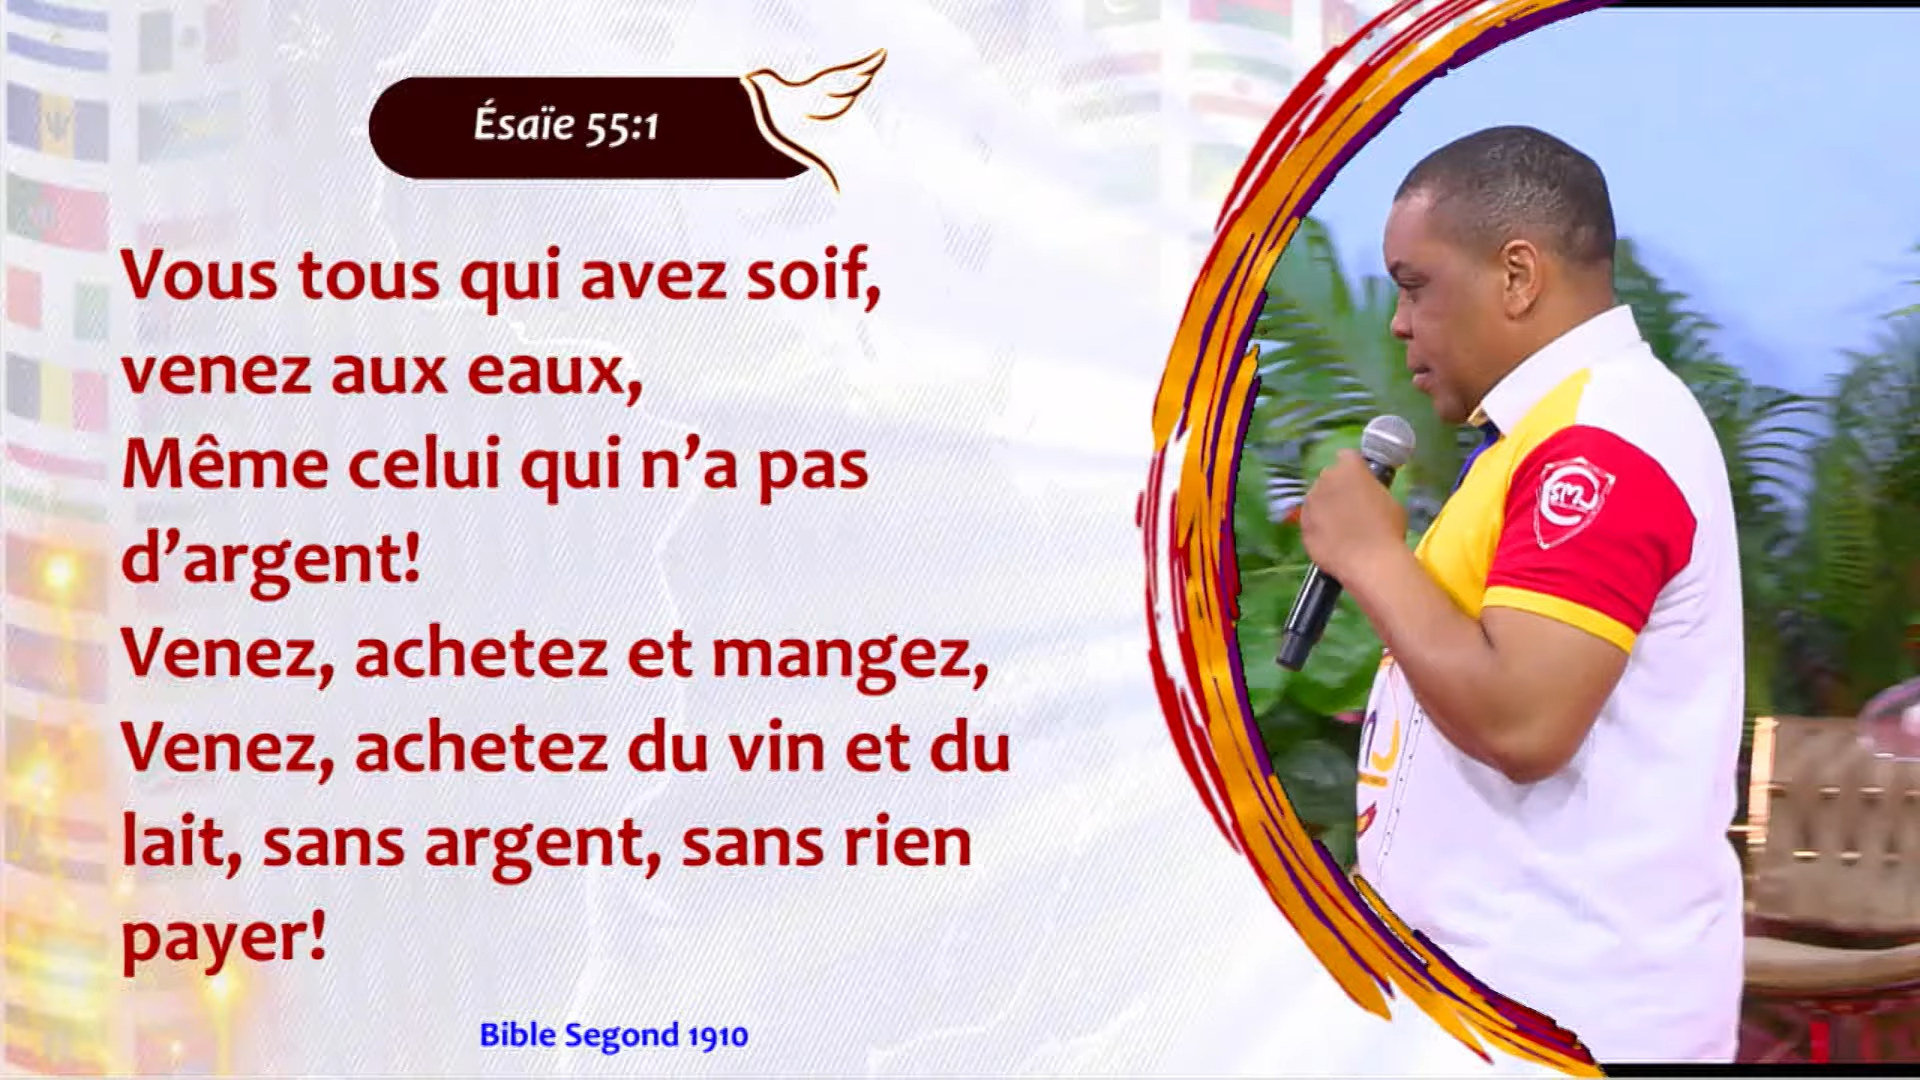 Ésaïe 55:1
Vous tous qui avez soif,
venez aux eaux,
Même celui qui n’a pas
d’argent!
Venez, achetez et mangez,
Venez, achetez du vin et du
lait, sans argent, sans rien
payer!
Bible Segond 1910